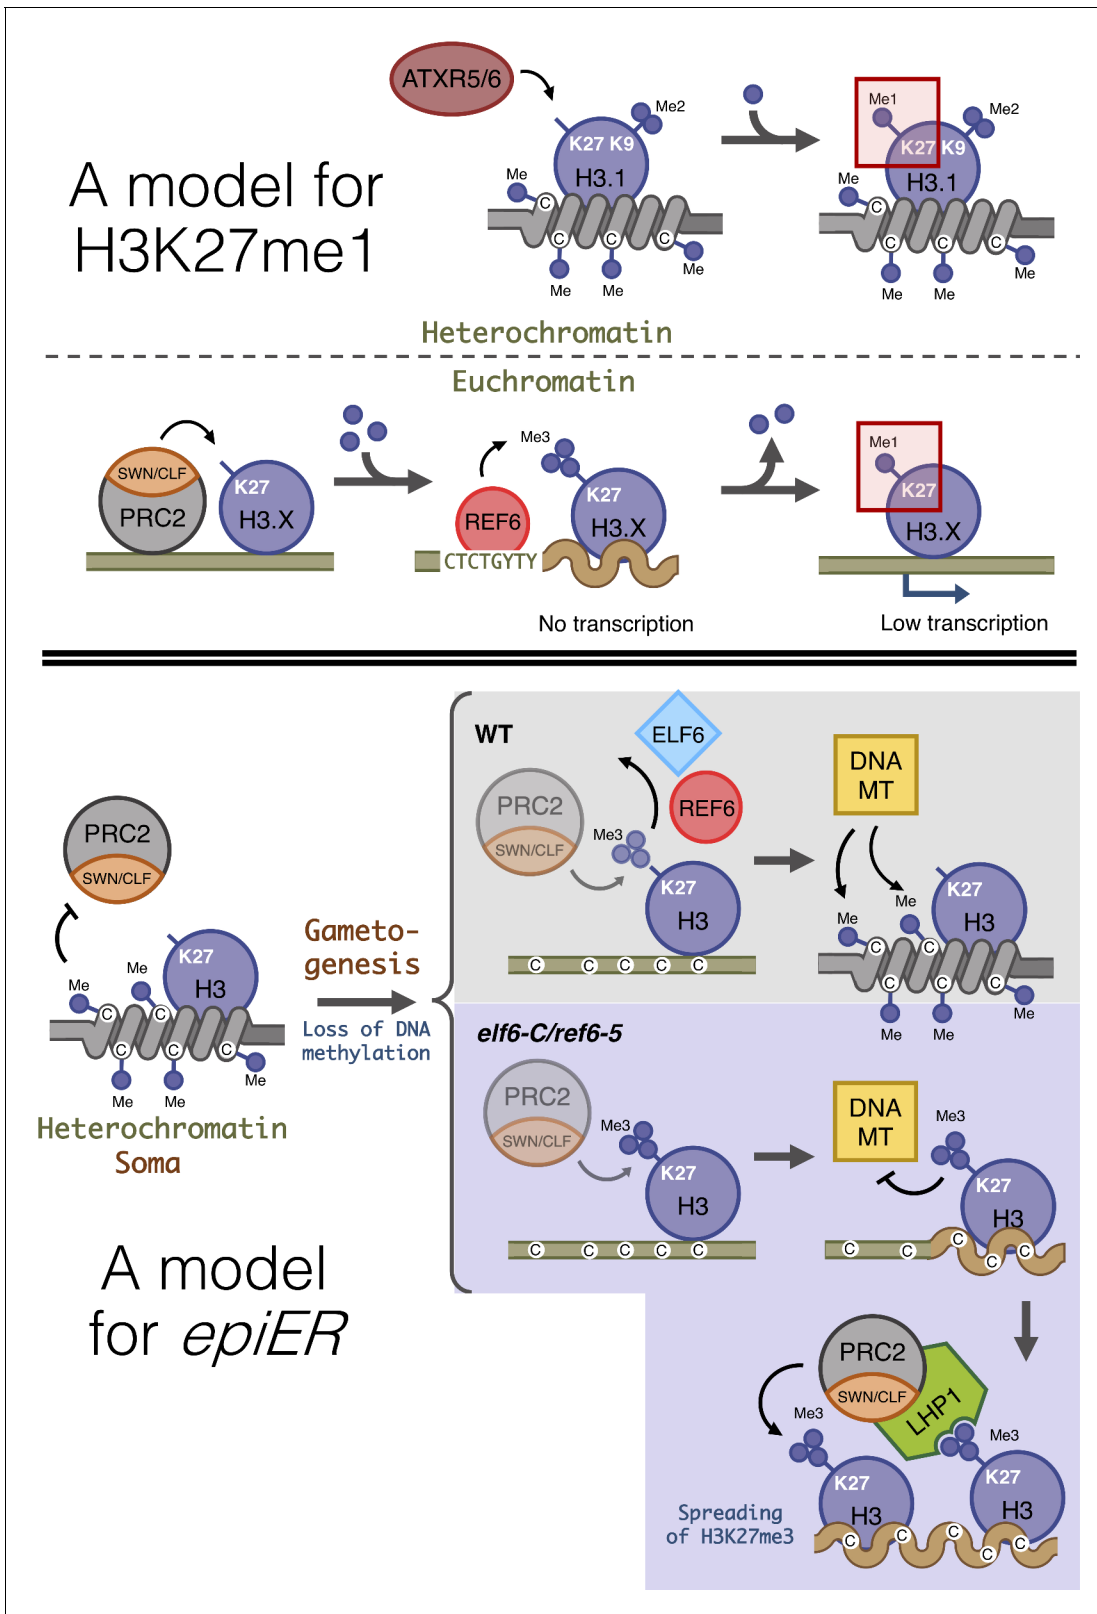 A model for
H3K27me1
ATXR5/6
Me2
K27 K9
H3.1
Me
C
C
C
C
Me
Me
Me
Me1
Me2
K27 K9
H3.1
Me
C
C
C
C
Me
Me
Me
Heterochromatin
Euchromatin
SWN/CLF
PRC2
K27
H3.X
REF6
CTCTGYTY
Me3
K27
H3.X
No transcription
Me1
K27
H3.X
Low transcription
PRC2
SWN/CLF
K27
H3
Me
Me
C
C
C
C
C
Me
Me
Me
Heterochromatin
Soma
Gameto-
genesis
Loss of DNA
methylation
WT
ELF6
PRC2
SWN/CLF
REF6
Me3
K27
H3
C
C
C
C
C
DNA
MT
Me
Me
K27
H3
C
C
C
C
C
Me
Me
Me
elf6-C/ref6-5
PRC2
SWN/CLF
Me3
K27
H3
C
C
C
C
C
DNA
MT
Me3
K27
H3
C
C
C
C
C
A model
for epiER
PRC2
SWN/CLF
LHP1
Me3
K27
H3
Me3
K27
H3
C
C
C
C
C
Spreading
of H3K27me3